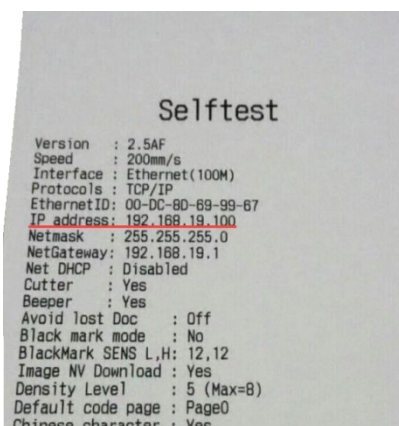 Selftest
Version : 2.5AF
Speed : 200mm/s
Interface : Ethernet(100M)
Protocols : TCP/IP
EthernetID: 00-DC-8D-69-99-67
IP address: 192.168.19.100
Netmask : 255.255.255.0
NetGateway: 192.168.19.1
Net DHCP : Disabled
Cutter : Yes
Beeper : Yes
Avoid lost Doc : Off
Black mark mode : No
BlackMark SENS L,H: 12,12
Image NV Download : Yes
Density Level : 5 (Max=8)
Default code page : Page0
Chinese character : Yes